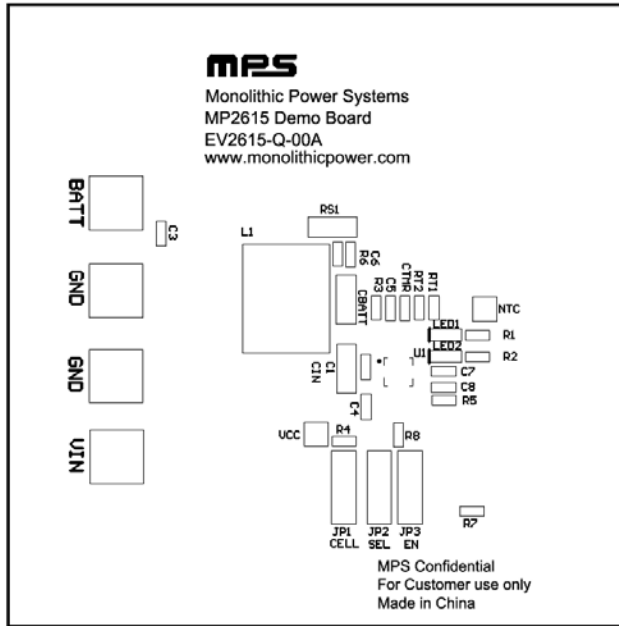 MPS
Monolithic Power Systems
MP2615 Demo Board
EV2615-Q-00A
www.monolithicpower.com
BATT
C3
GND
GND
VIN
RS1
L1
R6
C6
CBATT
R3
C5
CTMR
RT2
RT1
NTC
LED1
R1
LED2
R2
U1
C1
CIN
C7
C8
C4
R5
VCC
R4
R8
JP1
CELL
JP2
SEL
JP3
EN
R7
MPS Confidential
For Customer use only
Made in China